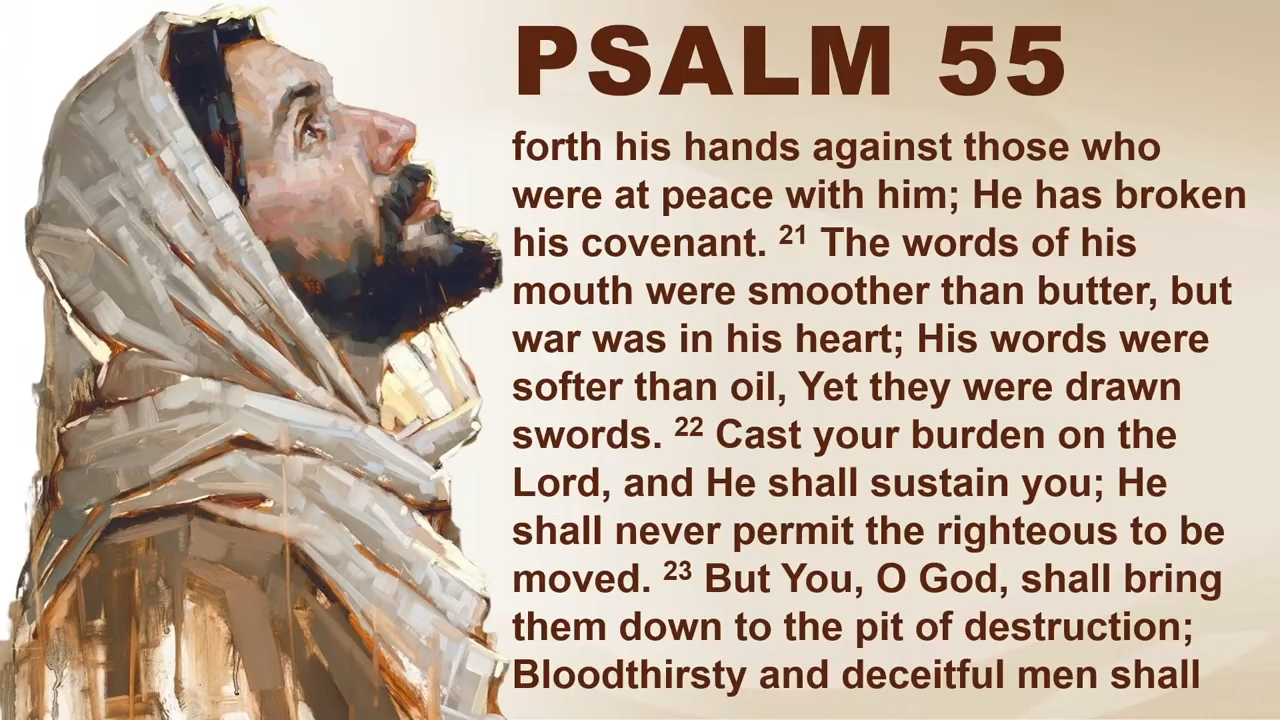 PSALM 55
forth his hands against those who
were at peace with him; He has broken
his covenant. 21 The words of his
mouth were smoother than butter, but
war was in his heart; His words were
softer than oil, Yet they were drawn
swords. 22 Cast your burden on the
Lord, and He shall sustain you; He
shall never permit the righteous to be
moved. 23 But You, O God, shall bring
them down to the pit of destruction;
Bloodthirsty and deceitful men shall